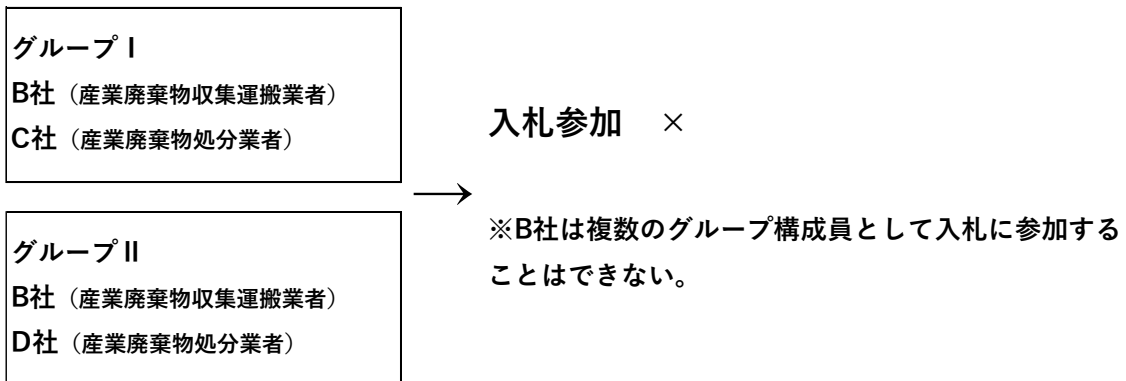 グループⅠ
B社（産業廃棄物収集運搬業者）
C社（産業廃棄物処分業者）
グループⅡ
B社（産業廃棄物収集運搬業者）
D社（産業廃棄物処分業者）
→
入札参加　×
※B社は複数のグループ構成員として入札に参加する
ことはできない。